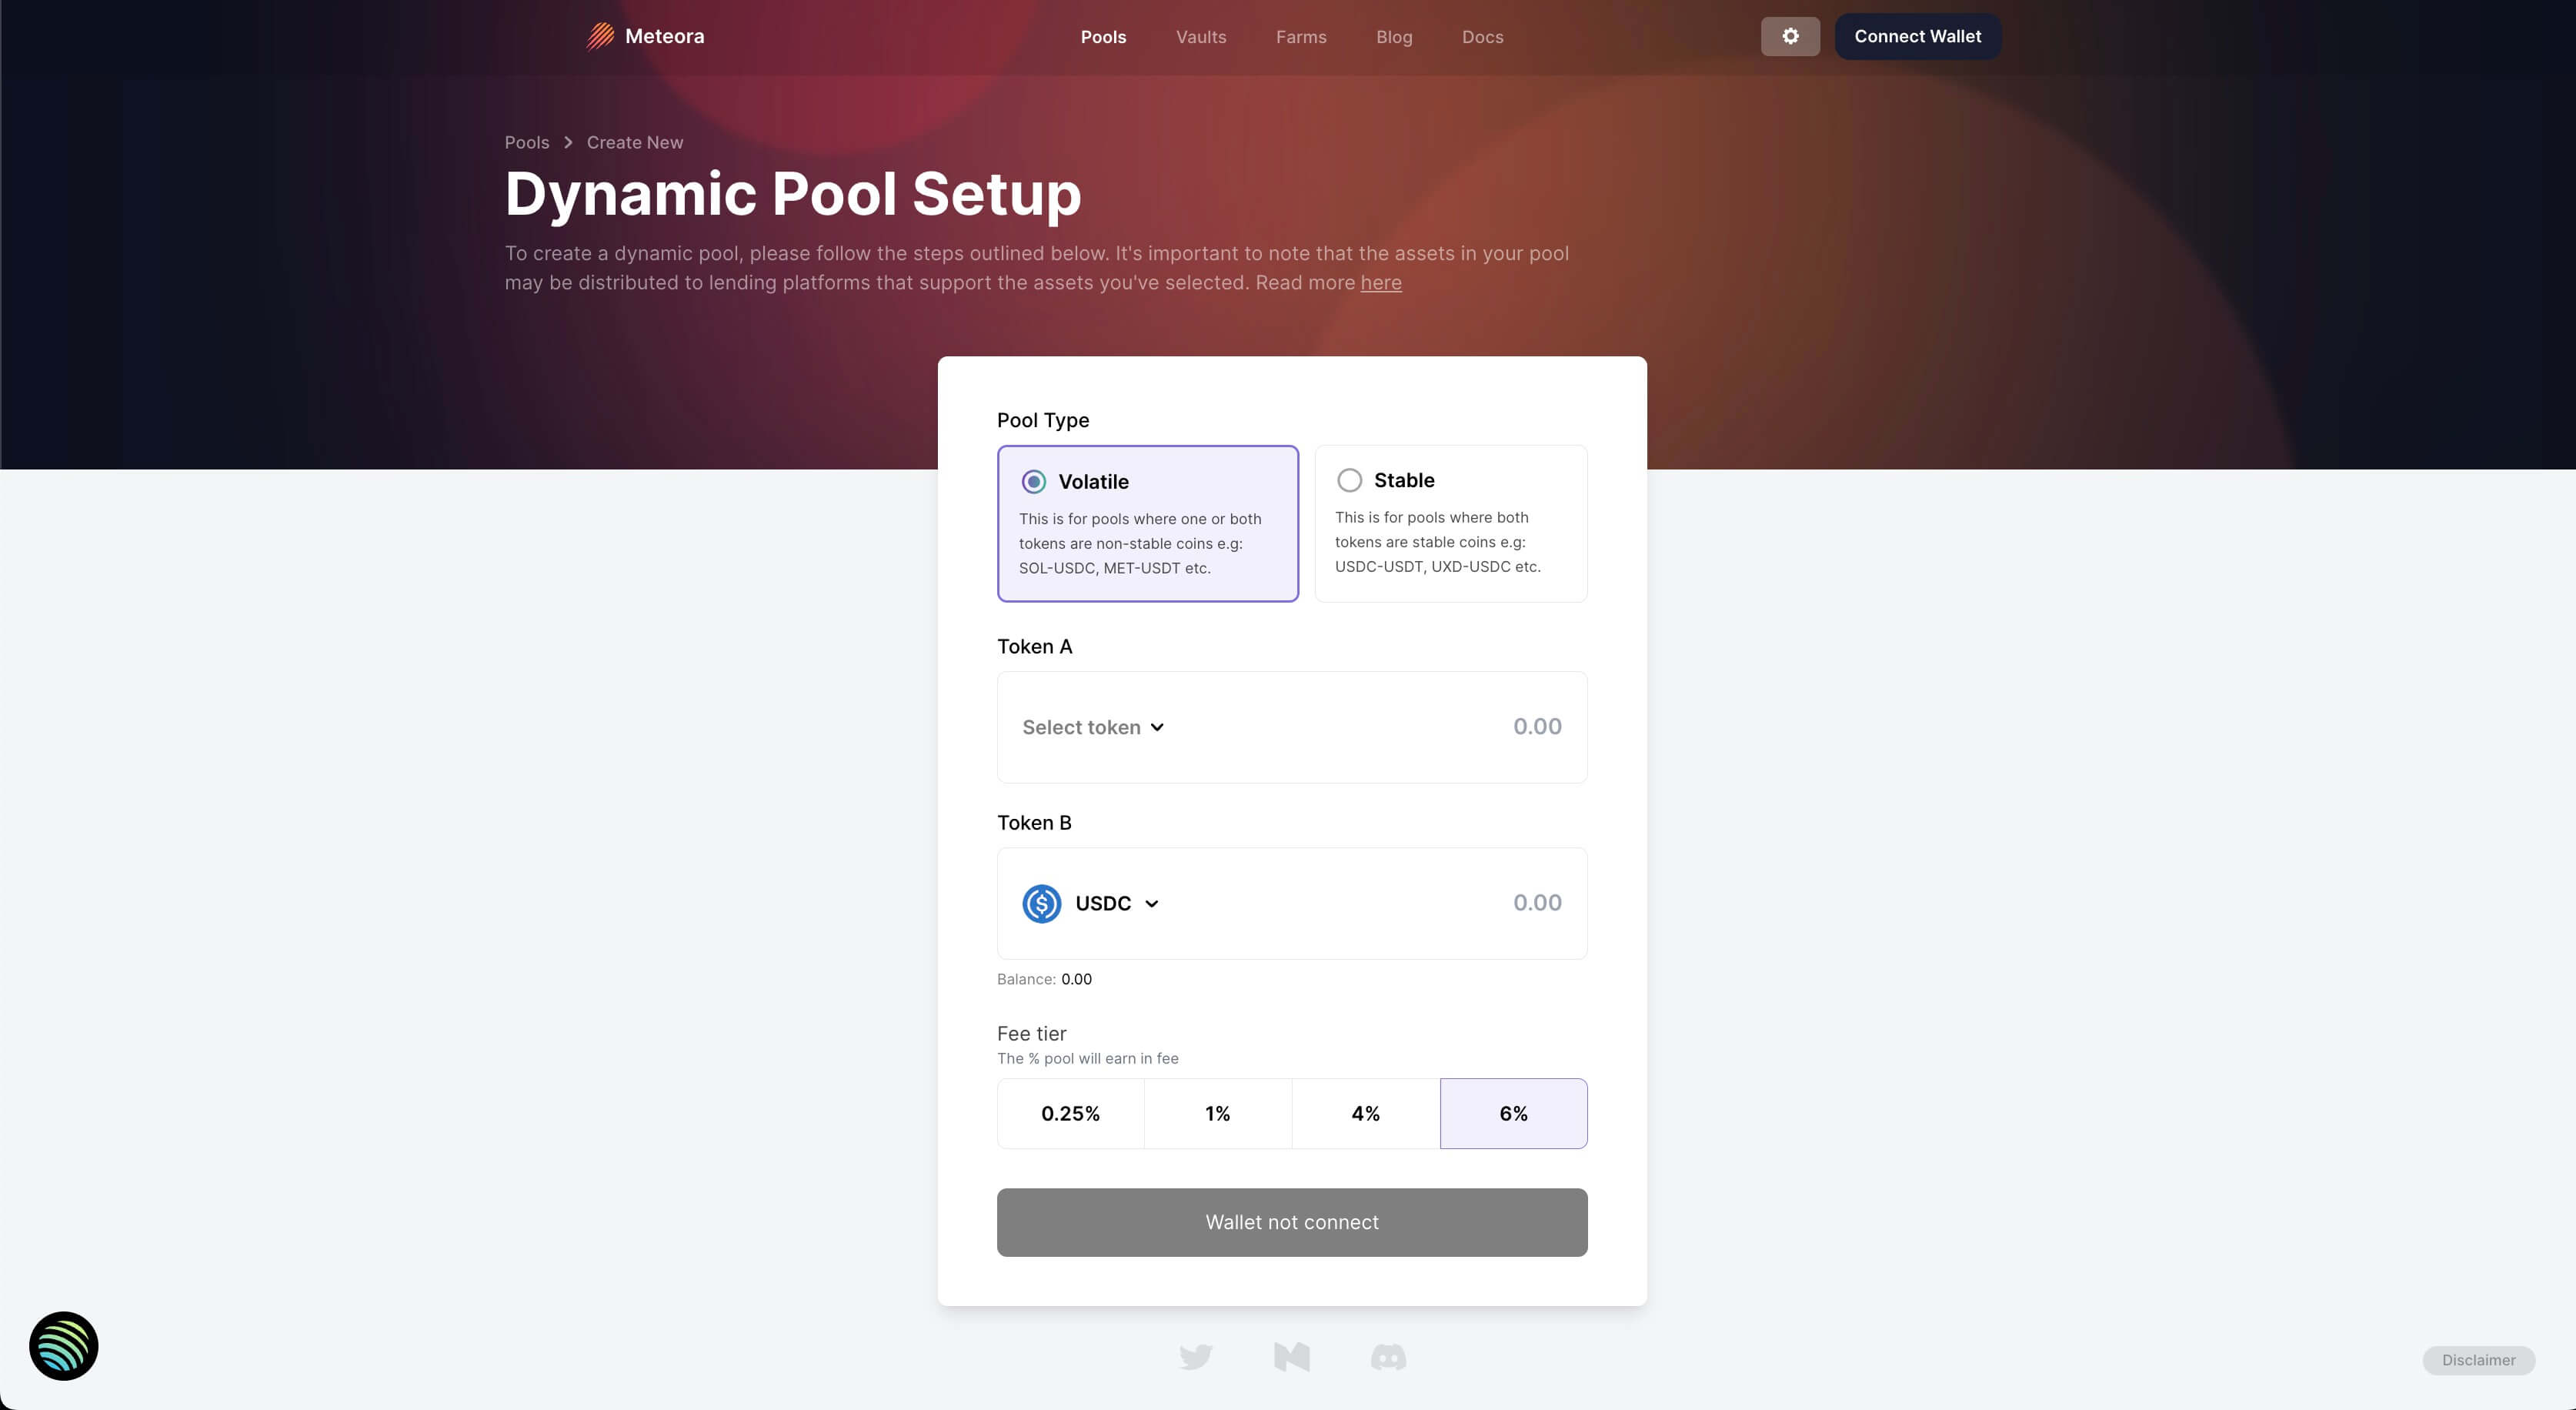 Meteora
Pools
Vaults
Farms
Blog
Docs
Connect Wallet
Pools > Create New
Dynamic Pool Setup
To create a dynamic pool, please follow the steps outlined below. It's important to note that the assets in your pool
may be distributed to lending platforms that support the assets you've selected. Read more here
Pool Type
Volatile
This is for pools where one or both
tokens are non-stable coins e.g:
SOL-USDC, MET-USDT etc.
Stable
This is for pools where both
tokens are stable coins e.g:
USDC-USDT, UXD-USDC etc.
Token A
Select token
0.00
Token B
USDC
0.00
Balance: 0.00
Fee tier
The % pool will earn in fee
0.25%
1%
4%
6%
Wallet not connect
Disclaimer